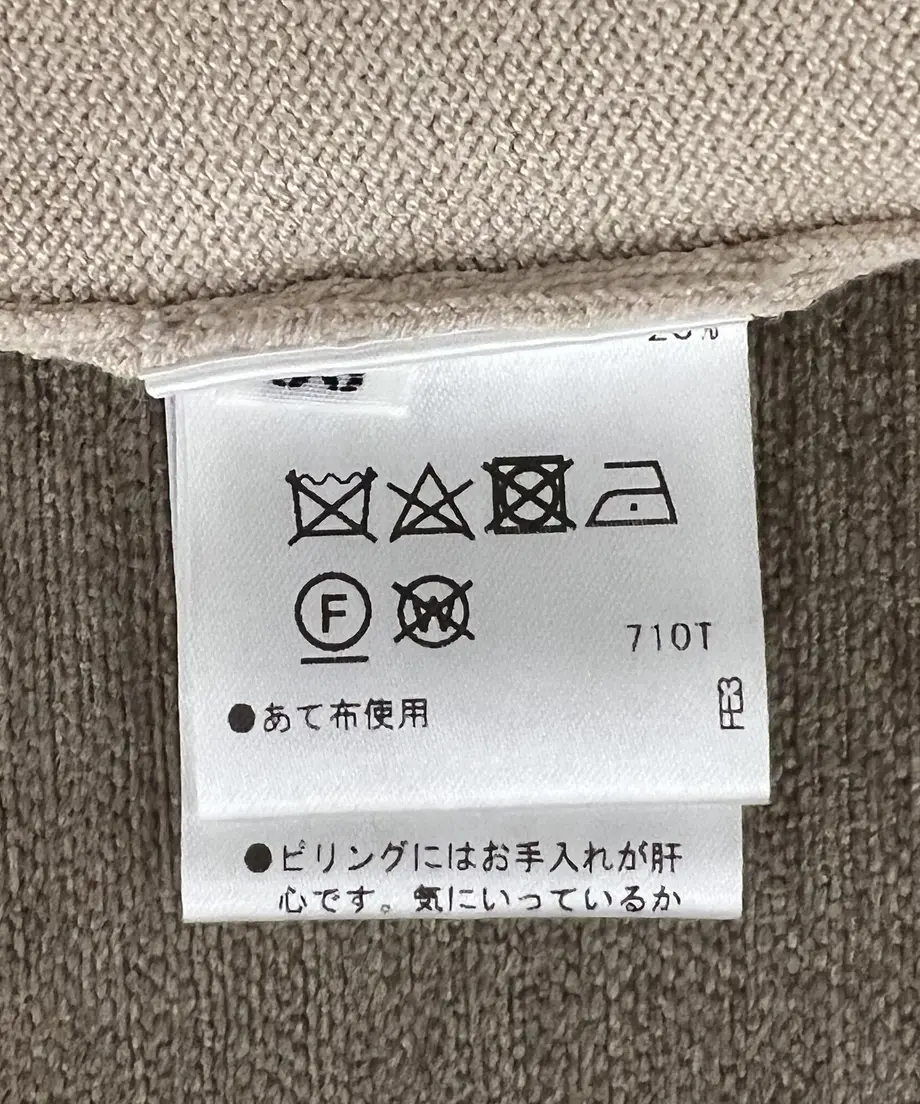 F
W
710T
●あて布使用
●ピリングにはお手入れが肝
心です。気にいっているか